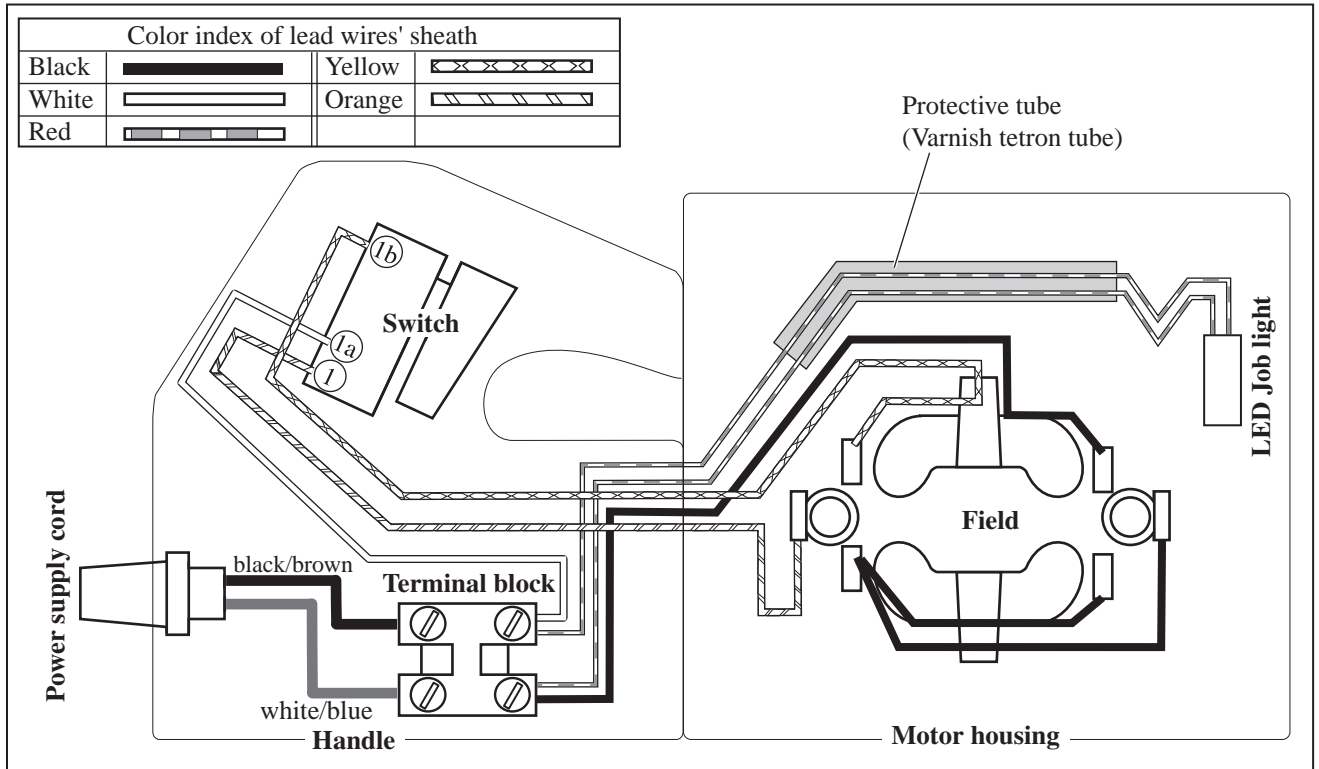 Color index of lead wires' sheath
Black
Yellow
White
Orange
Red
Protective tube
(Varnish tetron tube)
1b
Switch
1a
1
LED Job light
Field
Power supply cord
black/brown
Terminal block
white/blue
Handle
Motor housing